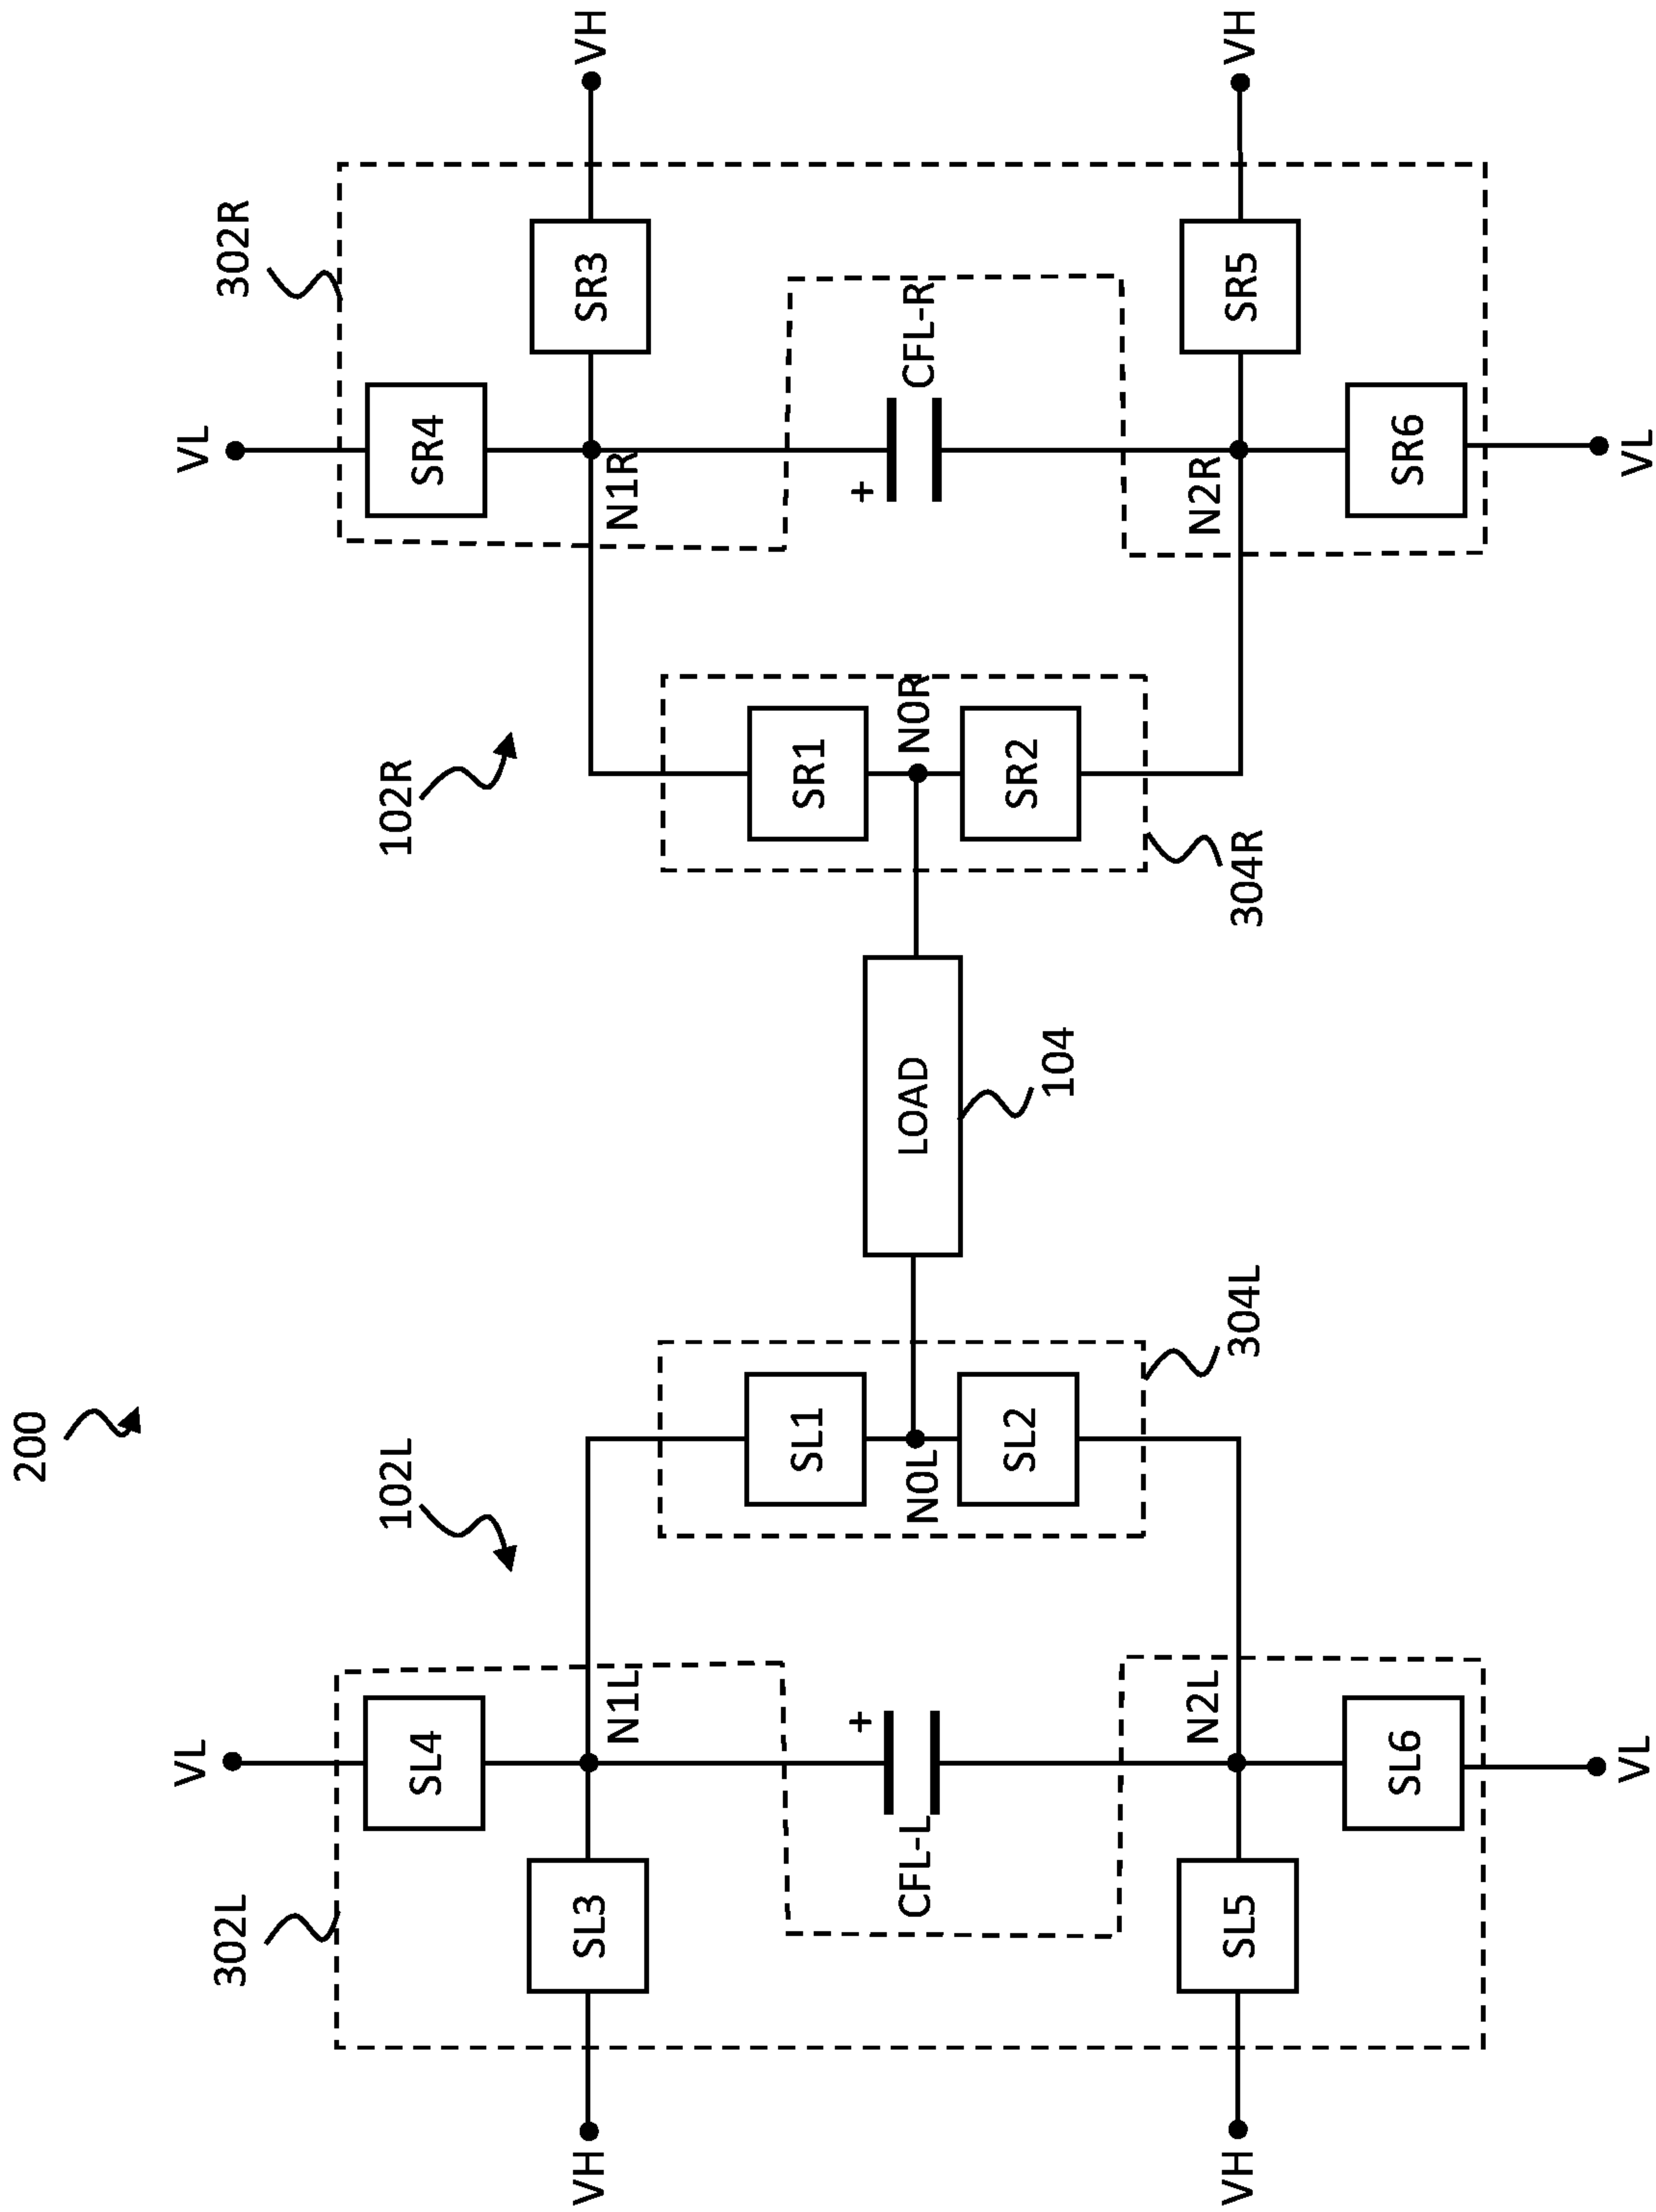 200
302L
VL
102L
102R
VL
302R
SL4
SR4
VH
SL3
N1L
N1R
SR3
VH
SL1
SR1
CFL-L
+
N0L
LOAD
N0R
+
CFL-R
SL2
SR2
104
VH
SL5
N2L
304L
304R
N2R
SR5
VH
SL6
SR6
VL
VL